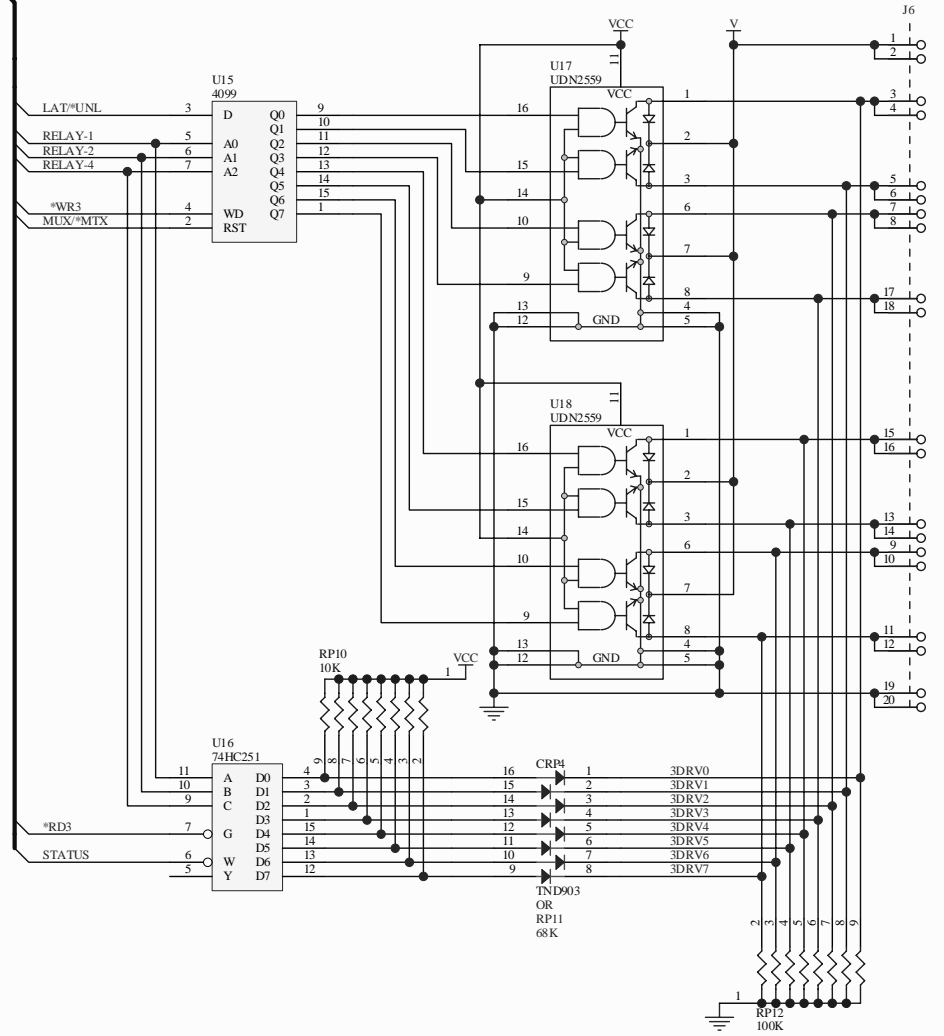 J6
VCC
V
11
U17
UDN2559
VCC
1
2
U15
4099
LAT/*UNL 3 D Q0 9 16 1 3
Q1 10 4
RELAY-1 5 A0 Q2 11 2
RELAY-2 6 A1 Q3 12
RELAY-4 7 A2 Q4 13 15
Q5 14 3 5
Q6 15 14 6
*WR3 4 WD Q7 1 6 7
MUX/*MTX 2 RST 10 8
7
9
8 17
13 4 18
12 GND 5
11
U18
UDN2559
VCC
16 1 15
16
2
15
3 13
14 14
6 9
10 10
7
9
8 11
13 4 12
12 GND 5
RP10
10K
1 VCC
19
20
U16
74HC251
9 8 7 6 5 4 3 2
CRP4
11 A D0 4 16 1 3DRV0
10 B D1 3 15 2 3DRV1
9 C D2 2 14 3 3DRV2
D3 1 13 4 3DRV3
*RD3 7 G D4 15 12 5 3DRV4
D5 14 11 6 3DRV5
STATUS 6 W D6 13 10 7 3DRV6
5 Y D7 12 9 8 3DRV7
TND903
OR
RP11
68K
2 3 4 5 6 7 8 9
1
RP12
100K